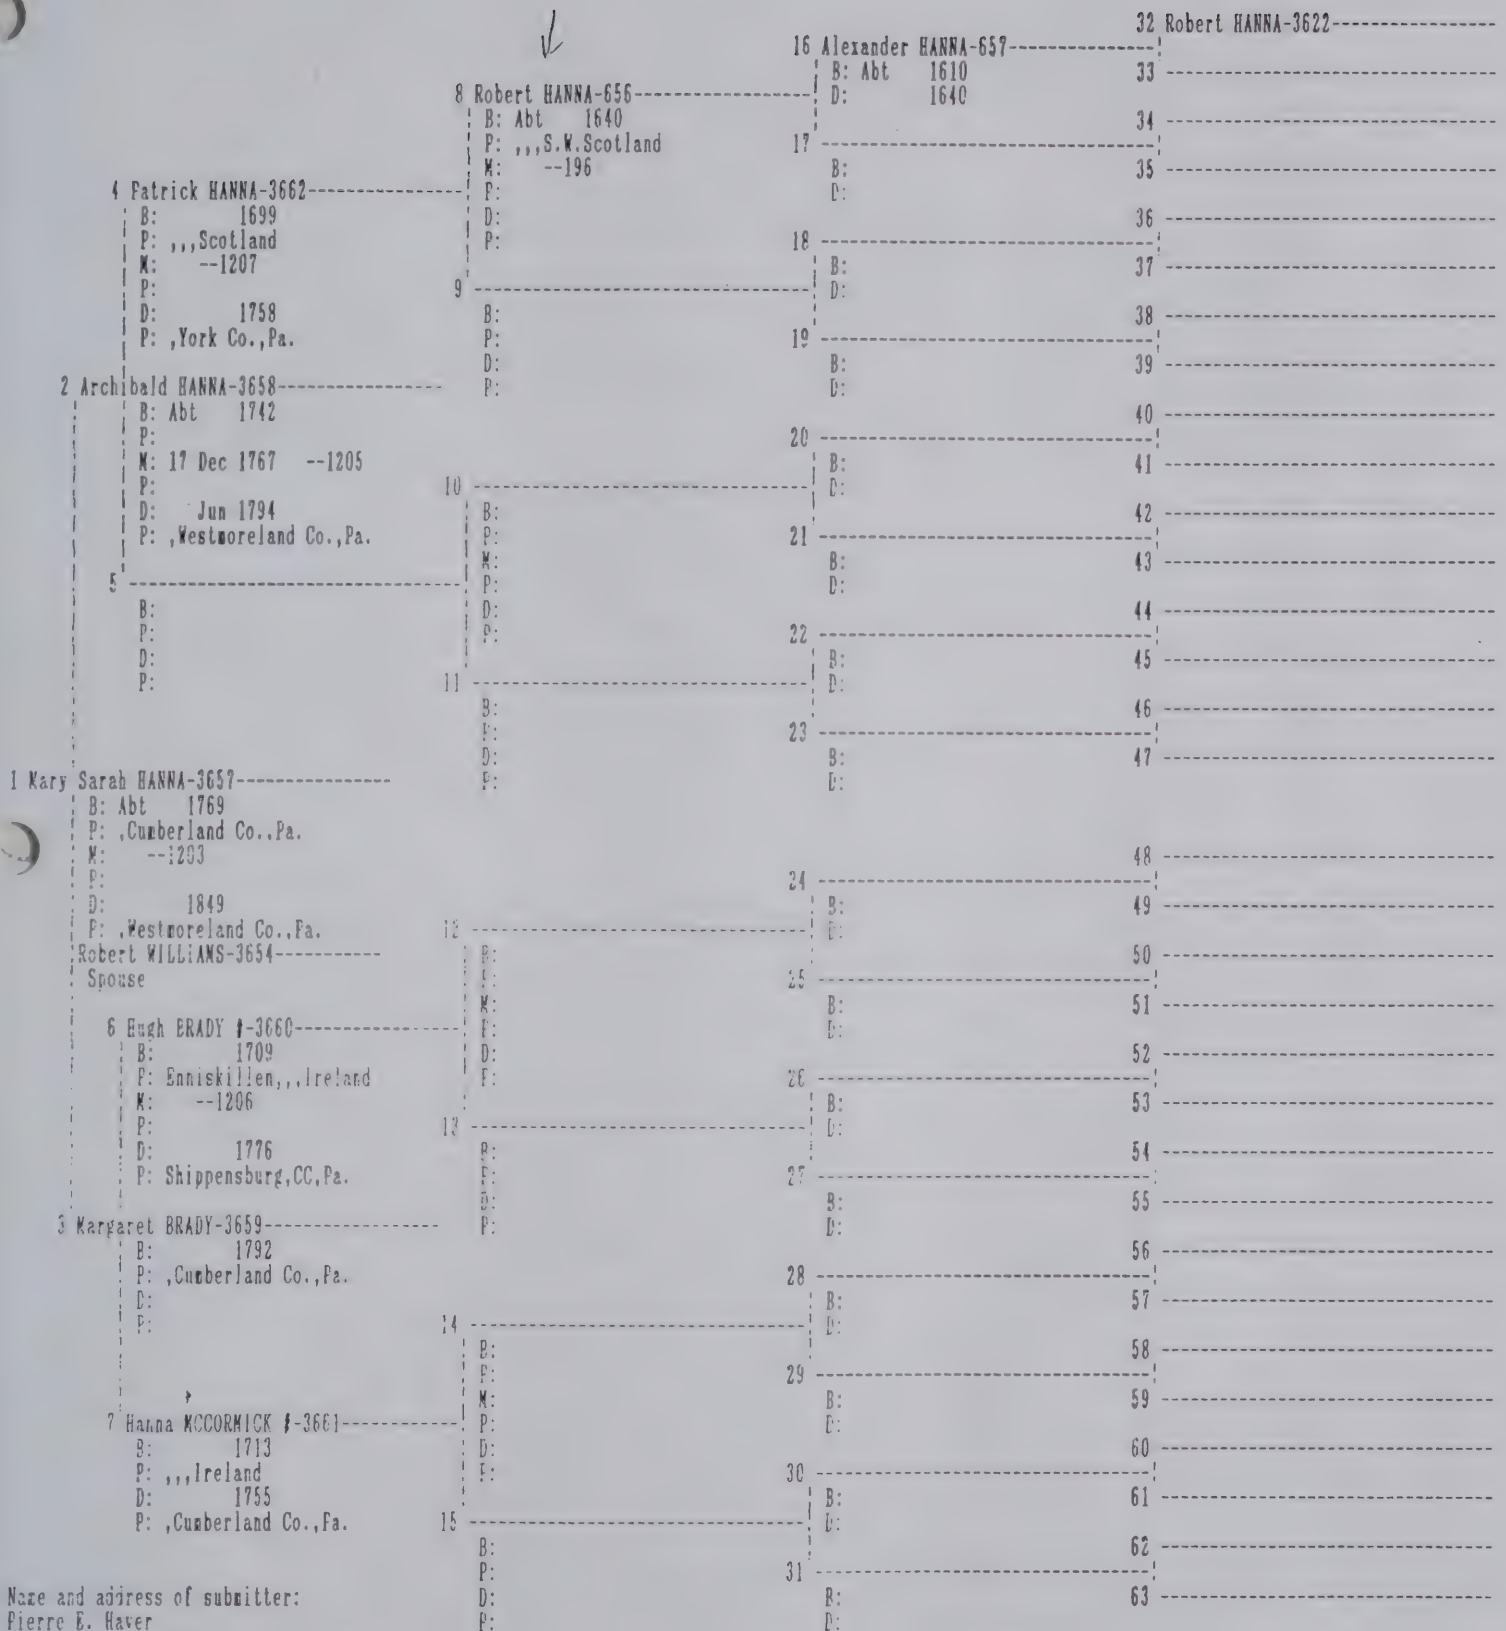 32 Robert HANNA-3622
16 Alexander HANNA-657
B: Abt 1610
D: 1640
33
8 Robert HANNA-656
B: Abt 1640
P: ,,,S.W.Scotland
M: --196
P:
D:
P:
34
17
B:
D:
35
4 Patrick HANNA-3662
B: 1699
P: ,,,Scotland
M: --1207
P:
D: 1758
P: ,York Co.,Pa.
36
18
B:
D:
37
9
B:
P:
D:
P:
38
19
B:
D:
39
2 Archibald HANNA-3658
B: Abt 1742
P:
M: 17 Dec 1767 --1205
P:
D: Jun 1794
P: ,Westmoreland Co.,Pa.
40
20
B:
D:
41
10
B:
P:
M:
P:
D:
P:
42
21
B:
D:
43
5
B:
P:
D:
P:
44
22
B:
D:
45
11
B:
P:
D:
P:
46
23
B:
D:
47
1 Mary Sarah HANNA-3657
B: Abt 1769
P: ,Cumberland Co.,Pa.
M: --1203
P:
D: 1849
P: ,Westmoreland Co.,Pa.
Robert WILLIAMS-3654
Spouse
48
24
B:
D:
49
12
B:
P:
M:
P:
D:
P:
50
25
B:
D:
51
6 Hugh BRADY #-3660
B: 1709
P: Enniskillen,,,Ireland
M: --1206
P:
D: 1776
P: Shippensburg,CC,Pa.
52
26
B:
D:
53
13
B:
P:
D:
P:
54
27
B:
D:
55
3 Margaret BRADY-3659
B: 1792
P: ,Cumberland Co.,Pa.
D:
P:
56
28
B:
D:
57
14
B:
P:
M:
P:
D:
P:
58
29
B:
D:
59
7 Hanna MCCORMICK #-3661
B: 1713
P: ,,,Ireland
D: 1755
P: ,Cumberland Co.,Pa.
60
30
B:
D:
61
15
B:
P:
D:
P:
62
31
B:
D:
63
Name and address of submitter:
Pierre E. Haver